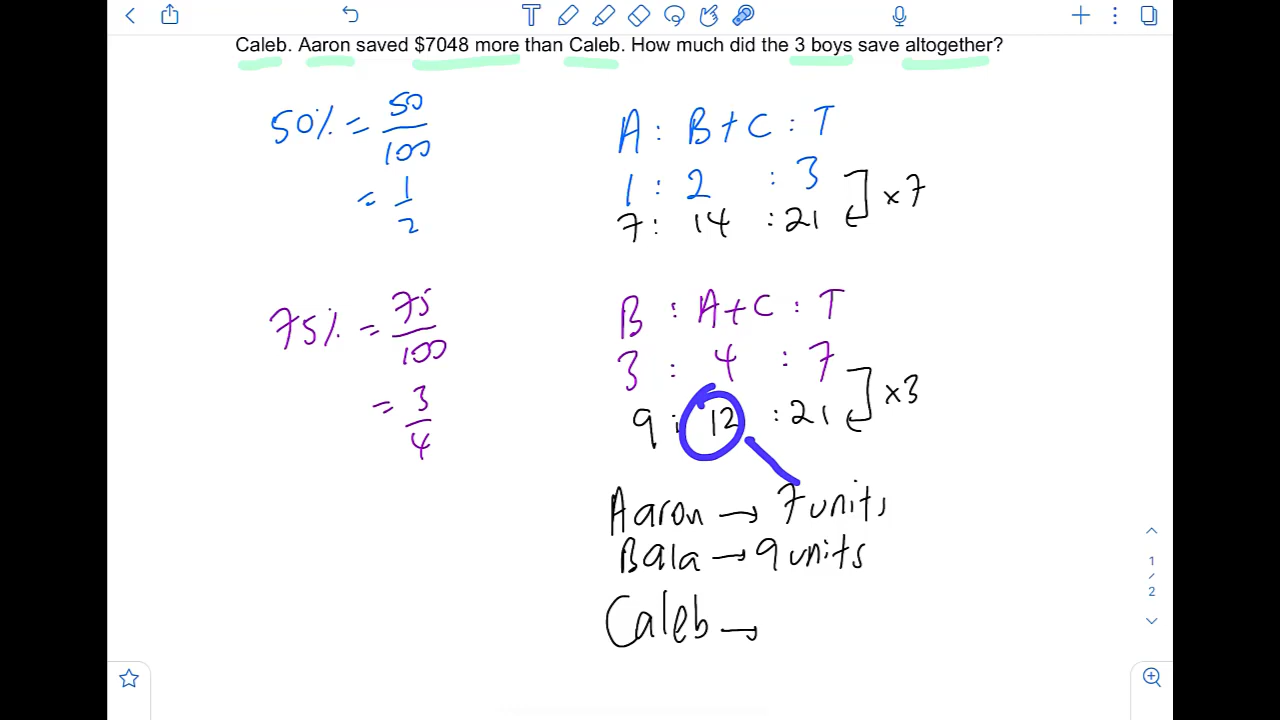 Caleb. Aaron saved $7048 more than Caleb. How much did the 3 boys save altogether?
50% = 50/100
= 1/2
A : B + C : T
1 : 2 : 3
7 : 14 : 21
×7
75% = 75/100
= 3/4
B : A + C : T
3 : 4 : 7
9 : 12 : 21
×3
Aaron → 7 units
Bala → 9 units
Caleb →
1
/
2